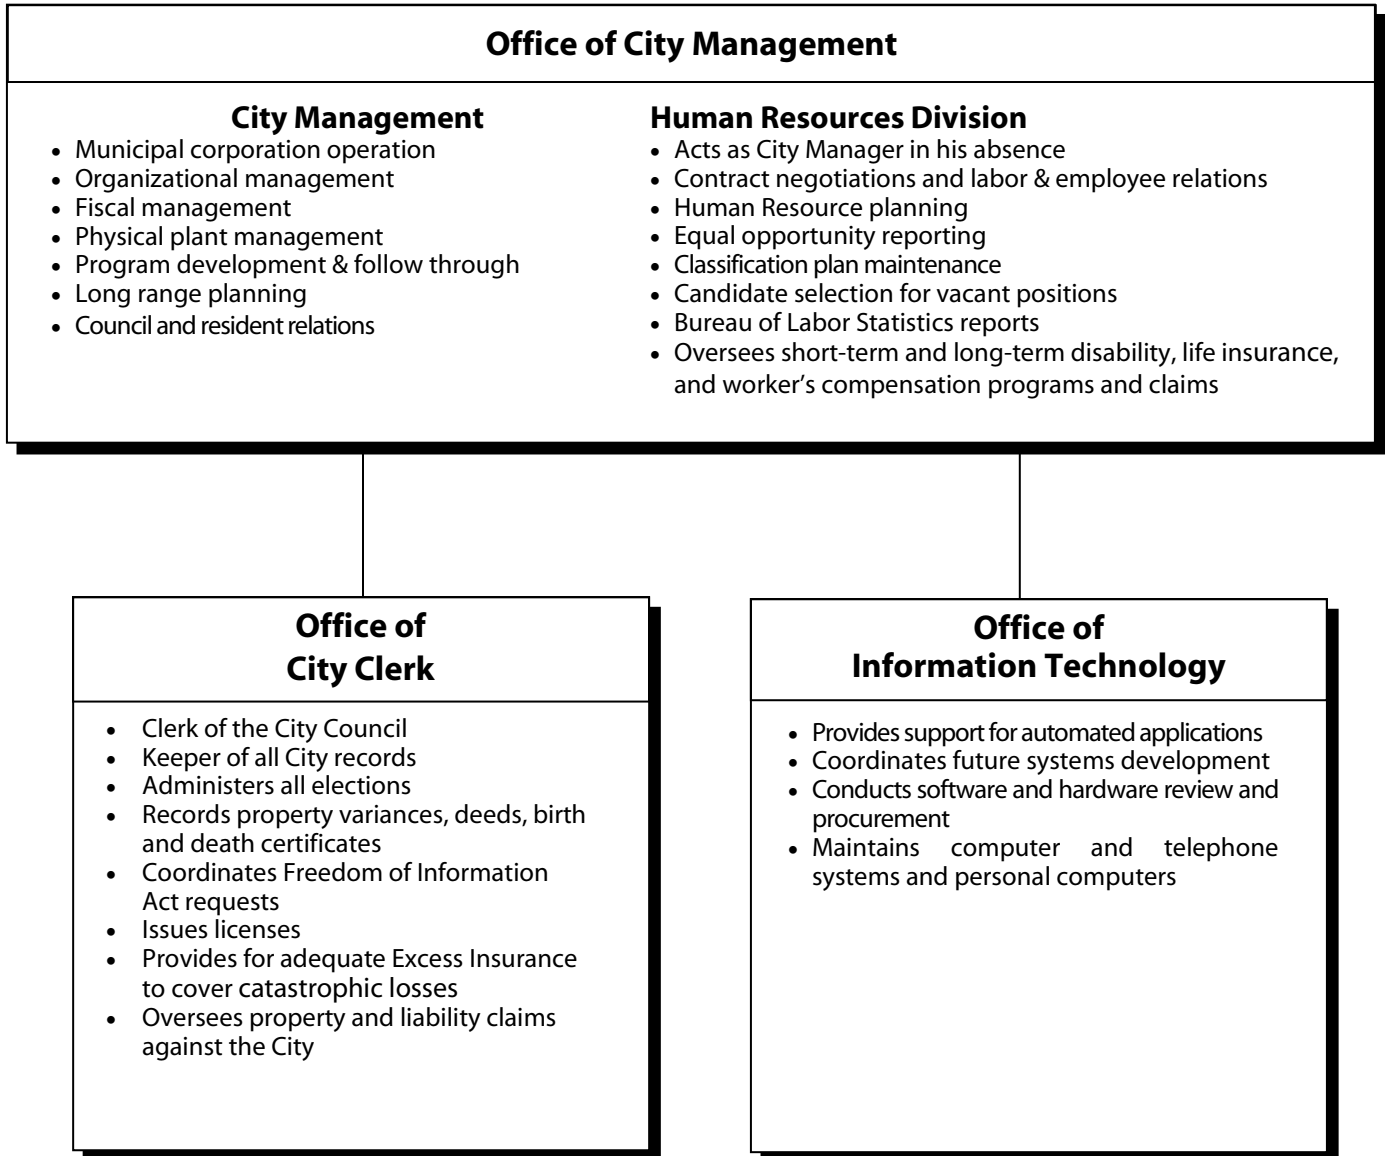 Office of City Management
City Management
• Municipal corporation operation
• Organizational management
• Fiscal management
• Physical plant management
• Program development & follow through
• Long range planning
• Council and resident relations
Human Resources Division
• Acts as City Manager in his absence
• Contract negotiations and labor & employee relations
• Human Resource planning
• Equal opportunity reporting
• Classification plan maintenance
• Candidate selection for vacant positions
• Bureau of Labor Statistics reports
• Oversees short-term and long-term disability, life insurance,
and worker’s compensation programs and claims
Office of
City Clerk
• Clerk of the City Council
• Keeper of all City records
• Administers all elections
• Records property variances, deeds, birth
and death certificates
• Coordinates Freedom of Information
Act requests
• Issues licenses
• Provides for adequate Excess Insurance
to cover catastrophic losses
• Oversees property and liability claims
against the City
Office of
Information Technology
• Provides support for automated applications
• Coordinates future systems development
• Conducts software and hardware review and
procurement
• Maintains computer and telephone
systems and personal computers